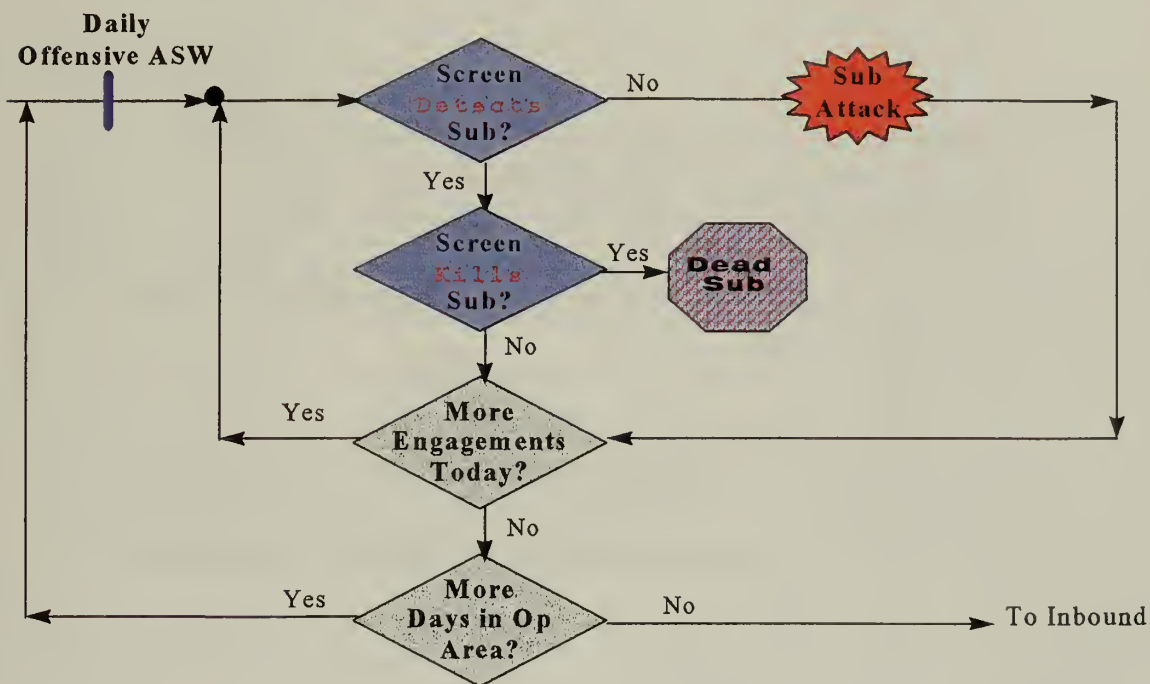 Daily
Offensive ASW
Screen
Detects
Sub?
No
Sub
Attack
Yes
Screen
Kills
Sub?
Yes
Dead
Sub
No
More
Engagements
Today?
Yes
No
More
Days in Op
Area?
Yes
No
To Inbound